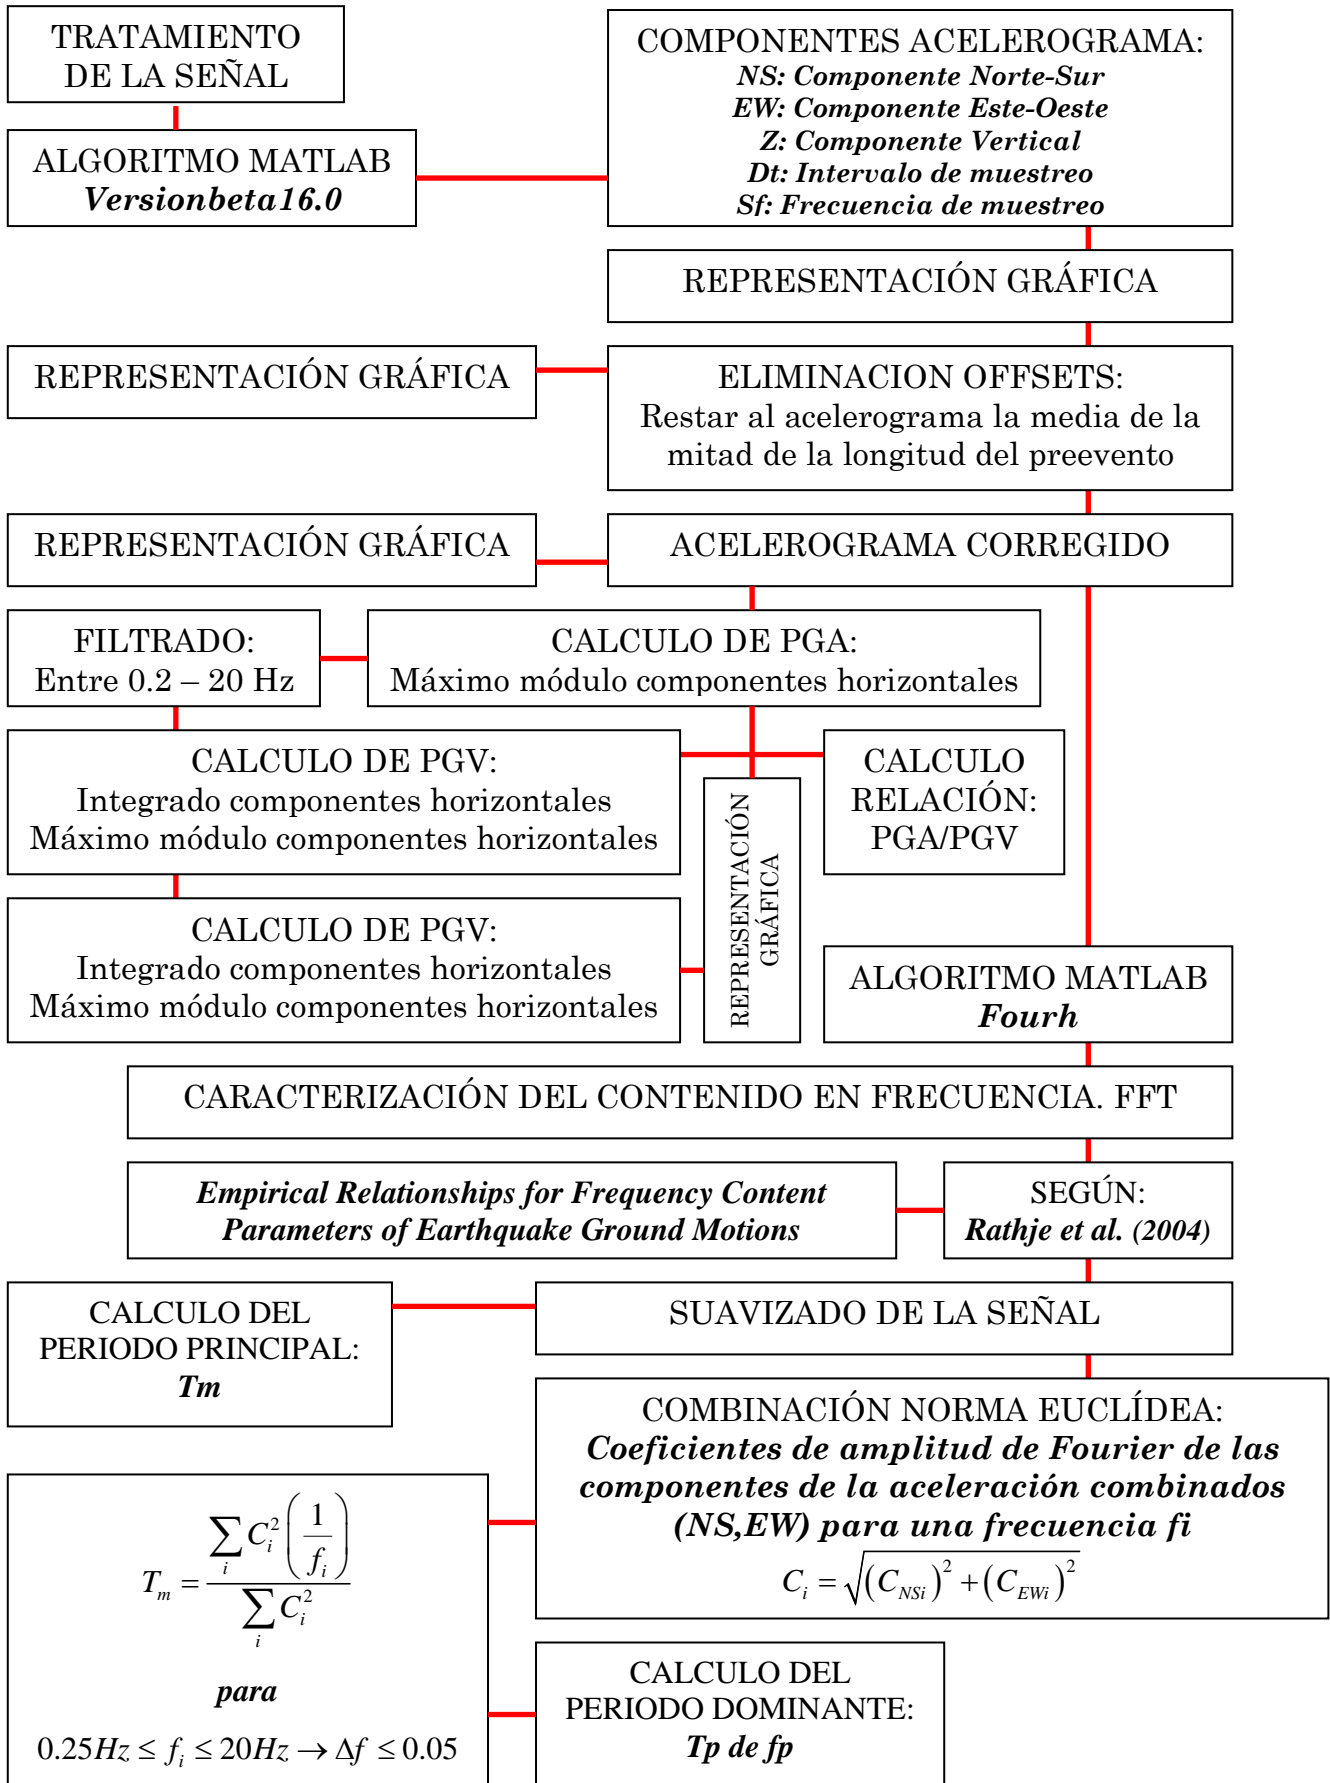 TRATAMIENTO
DE LA SEÑAL
COMPONENTES ACELEROGRAMA:
NS: Componente Norte-Sur
EW: Componente Este-Oeste
Z: Componente Vertical
Dt: Intervalo de muestreo
Sf: Frecuencia de muestreo
ALGORITMO MATLAB
Versionbeta16.0
REPRESENTACIÓN GRÁFICA
REPRESENTACIÓN GRÁFICA
ELIMINACION OFFSETS:
Restar al acelerograma la media de la
mitad de la longitud del preevento
REPRESENTACIÓN GRÁFICA
ACELEROGRAMA CORREGIDO
FILTRADO:
Entre 0.2 – 20 Hz
CALCULO DE PGA:
Máximo módulo componentes horizontales
CALCULO DE PGV:
Integrado componentes horizontales
Máximo módulo componentes horizontales
REPRESENTACIÓN
GRÁFICA
CALCULO
RELACIÓN:
PGA/PGV
CALCULO DE PGV:
Integrado componentes horizontales
Máximo módulo componentes horizontales
ALGORITMO MATLAB
Fourh
CARACTERIZACIÓN DEL CONTENIDO EN FRECUENCIA. FFT
Empirical Relationships for Frequency Content
Parameters of Earthquake Ground Motions
SEGÚN:
Rathje et al. (2004)
CALCULO DEL
PERIODO PRINCIPAL:
Tm
SUAVIZADO DE LA SEÑAL
COMBINACIÓN NORMA EUCLÍDEA:
Coeficientes de amplitud de Fourier de las
componentes de la aceleración combinados
(NS,EW) para una frecuencia fi
C_i = √((C_{NSi})^2 + (C_{EWi})^2)
T_m = ∑_i C_i^2 (1/f_i) / ∑_i C_i^2
para
0.25Hz ≤ f_i ≤ 20Hz → Δf ≤ 0.05
CALCULO DEL
PERIODO DOMINANTE:
Tp de fp